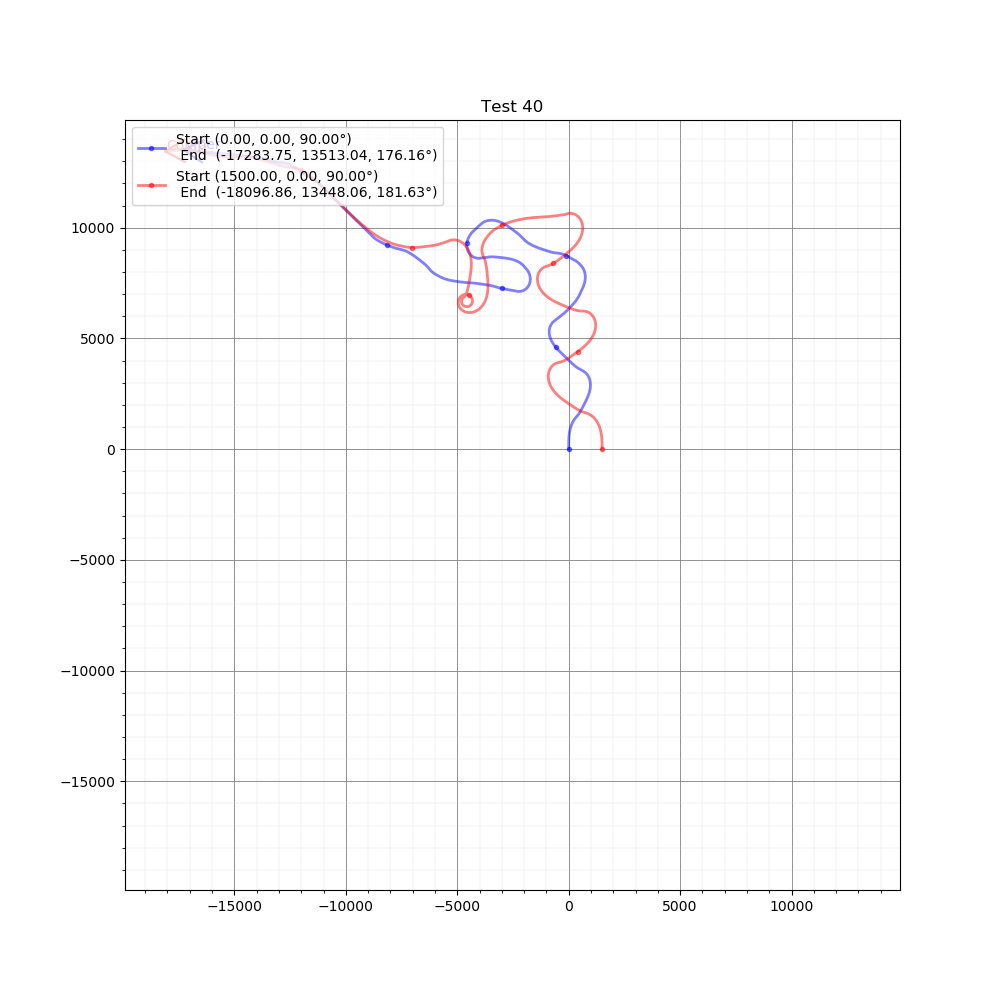 Test 40
Start (0.00, 0.00, 90.00°)
End (-17283.75, 13513.04, 176.16°)
Start (1500.00, 0.00, 90.00°)
End (-18096.86, 13448.06, 181.63°)
10000
5000
0
−5000
−10000
−15000
−15000 −10000 −5000 0 5000 10000